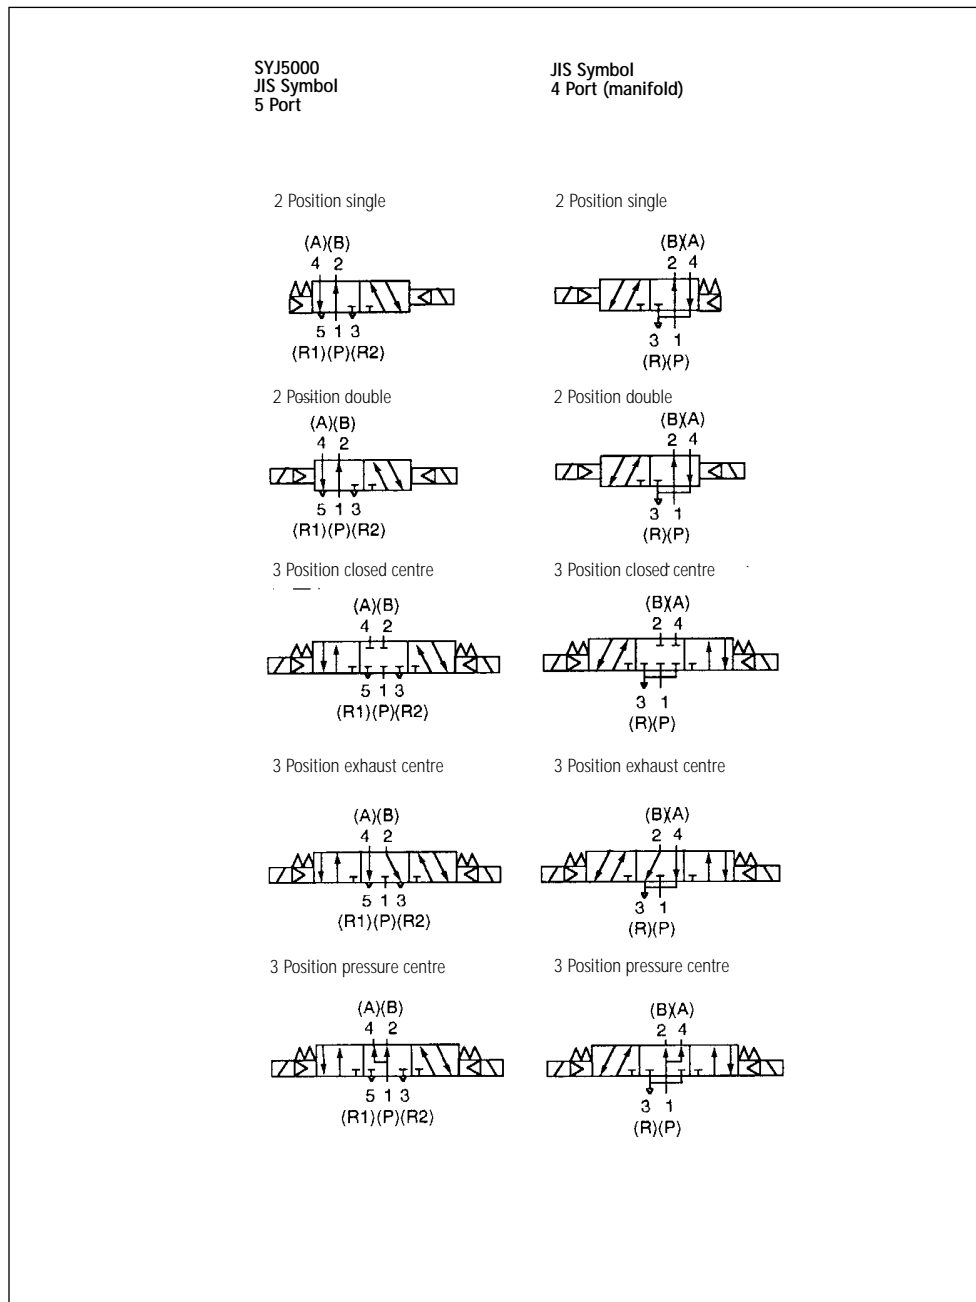 SYJ5000
JIS Symbol
5 Port
JIS Symbol
4 Port (manifold)
2 Position single
(A)(B)
4 2
5 1 3
(R1)(P)(R2)
2 Position single
(B)(A)
2 4
3 1
(R)(P)
2 Position double
(A)(B)
4 2
5 1 3
(R1)(P)(R2)
2 Position double
(B)(A)
2 4
3 1
(R)(P)
3 Position closed centre
(A)(B)
4 2
5 1 3
(R1)(P)(R2)
3 Position closed centre
(B)(A)
2 4
3 1
(R)(P)
3 Position exhaust centre
(A)(B)
4 2
5 1 3
(R1)(P)(R2)
3 Position exhaust centre
(B)(A)
2 4
3 1
(R)(P)
3 Position pressure centre
(A)(B)
4 2
5 1 3
(R1)(P)(R2)
3 Position pressure centre
(B)(A)
2 4
3 1
(R)(P)